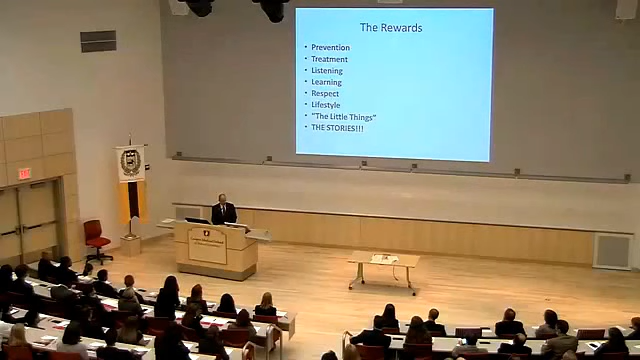 The Rewards
• Prevention
• Treatment
• Listening
• Learning
• Respect
• Lifestyle
• "The Little Things"
• THE STORIES!!!
EXIT